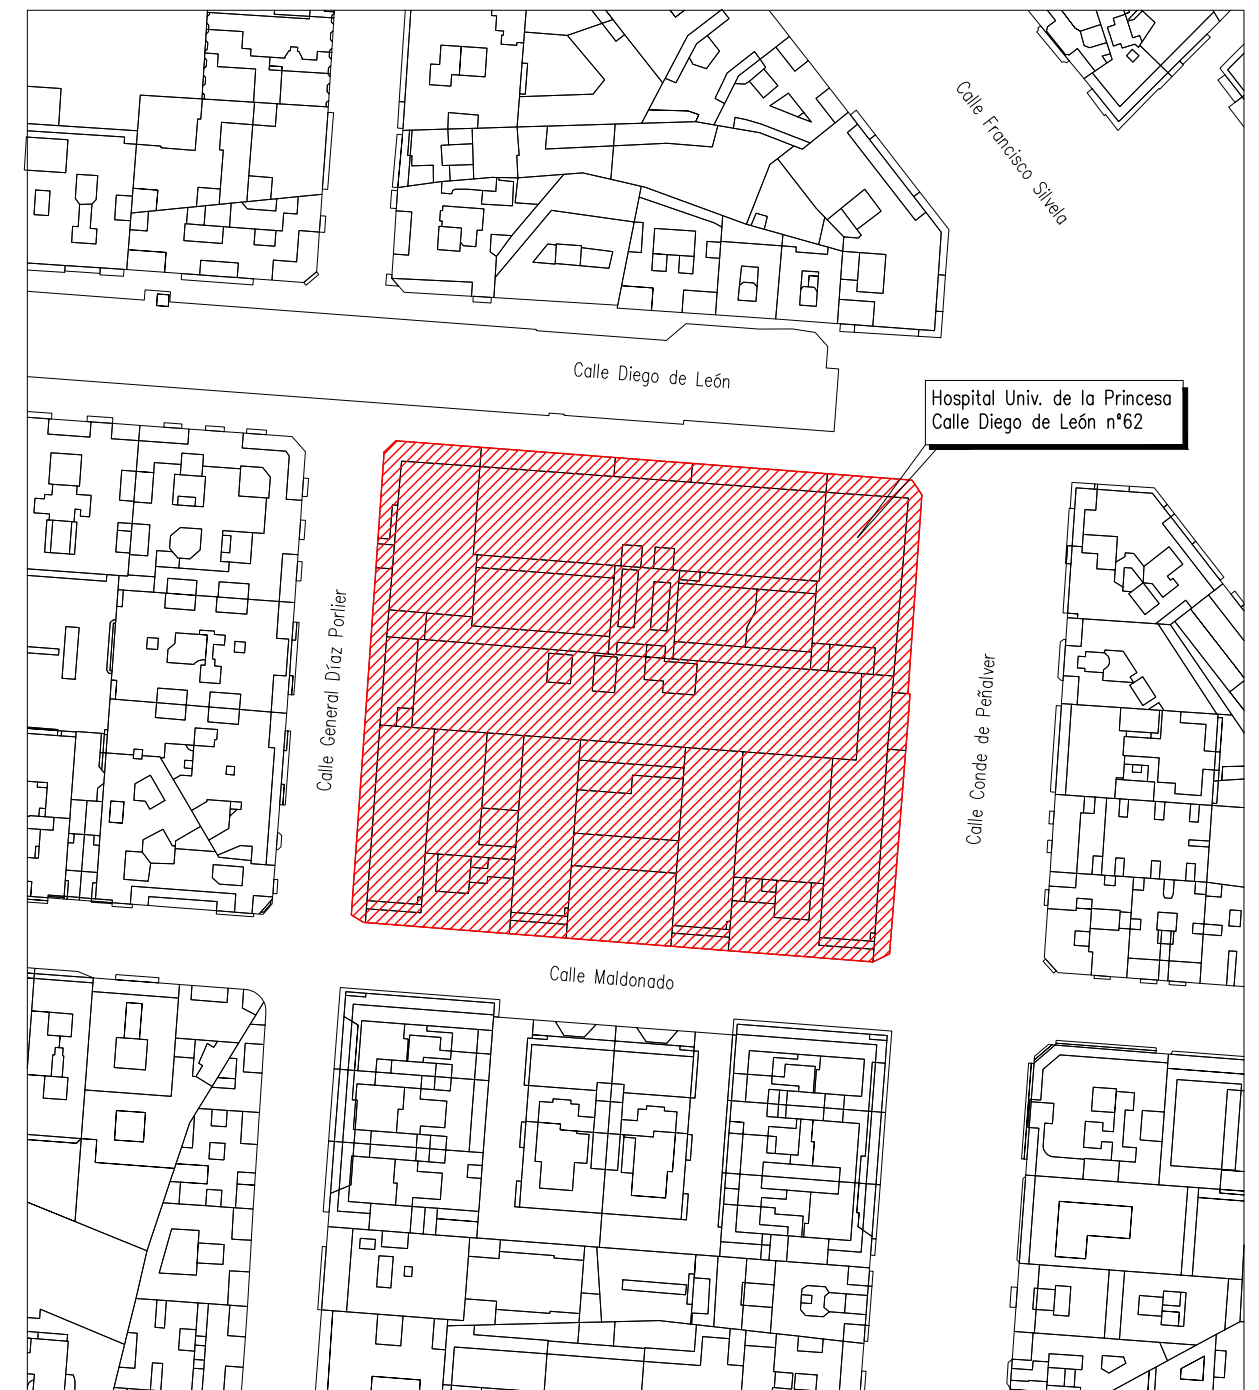 Calle Francisco Silvela
Calle Diego de León
Hospital Univ. de la Princesa
Calle Diego de León n°62
Calle General Díaz Porlier
Calle Conde de Peñalver
Calle Maldonado